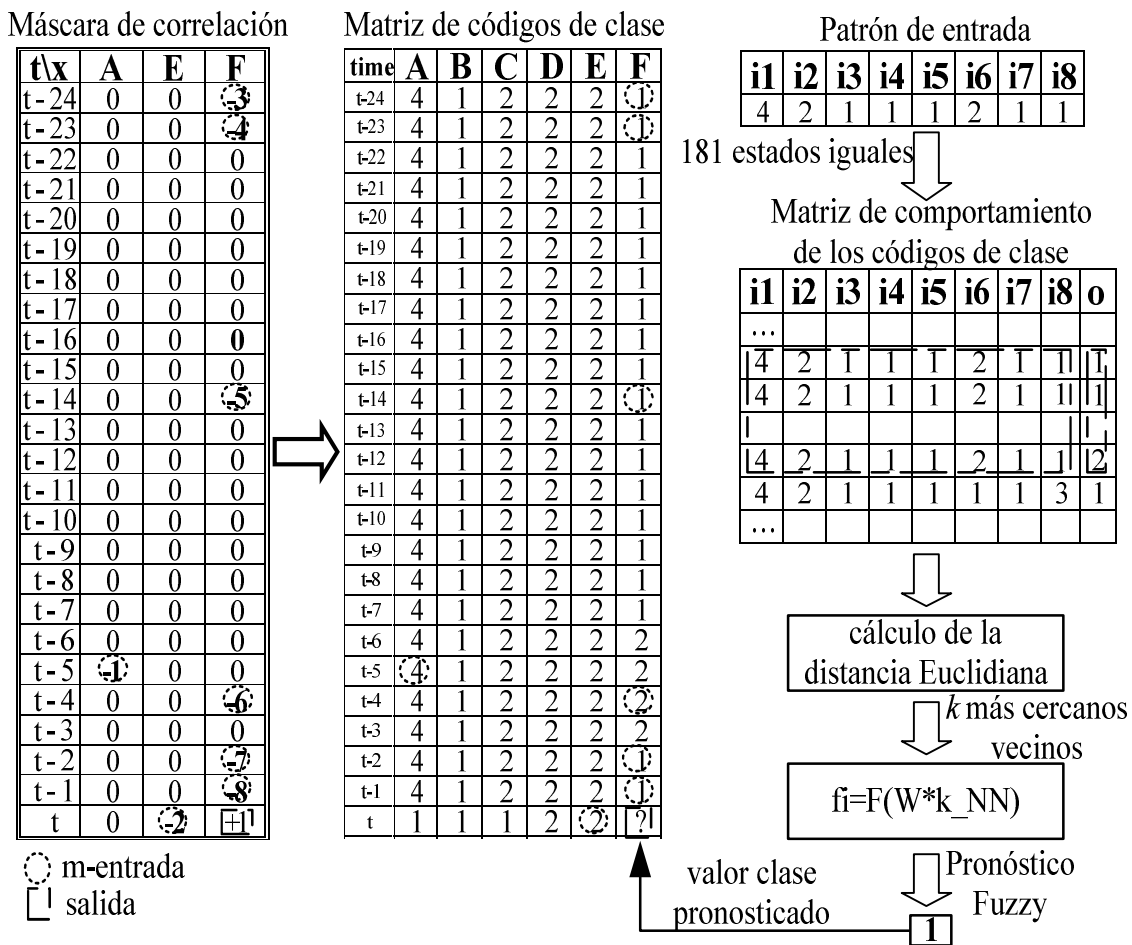 Máscara de correlación
t\x A E F
t-24 0 0 -3
t-23 0 0 -4
t-22 0 0 0
t-21 0 0 0
t-20 0 0 0
t-19 0 0 0
t-18 0 0 0
t-17 0 0 0
t-16 0 0 0
t-15 0 0 0
t-14 0 0 -5
t-13 0 0 0
t-12 0 0 0
t-11 0 0 0
t-10 0 0 0
t-9 0 0 0
t-8 0 0 0
t-7 0 0 0
t-6 0 0 0
t-5 -1 0 0
t-4 0 0 -6
t-3 0 0 0
t-2 0 0 -7
t-1 0 0 -8
t 0 -2 +1
m-entrada
salida
Matriz de códigos de clase
time A B C D E F
t-24 4 1 2 2 2 1
t-23 4 1 2 2 2 1
t-22 4 1 2 2 2 1
t-21 4 1 2 2 2 1
t-20 4 1 2 2 2 1
t-19 4 1 2 2 2 1
t-18 4 1 2 2 2 1
t-17 4 1 2 2 2 1
t-16 4 1 2 2 2 1
t-15 4 1 2 2 2 1
t-14 4 1 2 2 2 1
t-13 4 1 2 2 2 1
t-12 4 1 2 2 2 1
t-11 4 1 2 2 2 1
t-10 4 1 2 2 2 1
t-9 4 1 2 2 2 1
t-8 4 1 2 2 2 1
t-7 4 1 2 2 2 1
t-6 4 1 2 2 2 2
t-5 4 1 2 2 2 2
t-4 4 1 2 2 2 2
t-3 4 1 2 2 2 2
t-2 4 1 2 2 2 1
t-1 4 1 2 2 2 1
t 1 1 1 2 2 ?
Patrón de entrada
i1 i2 i3 i4 i5 i6 i7 i8
4 2 1 1 1 2 1 1
181 estados iguales
Matriz de comportamiento
de los códigos de clase
i1 i2 i3 i4 i5 i6 i7 i8 o
...
4 2 1 1 1 2 1 1 1
4 2 1 1 1 2 1 1 1
4 2 1 1 1 2 1 1 2
4 2 1 1 1 1 1 3 1
...
cálculo de la
distancia Euclidiana
k más cercanos
vecinos
fi=F(W*k_NN)
Pronóstico
Fuzzy
1
valor clase
pronosticado